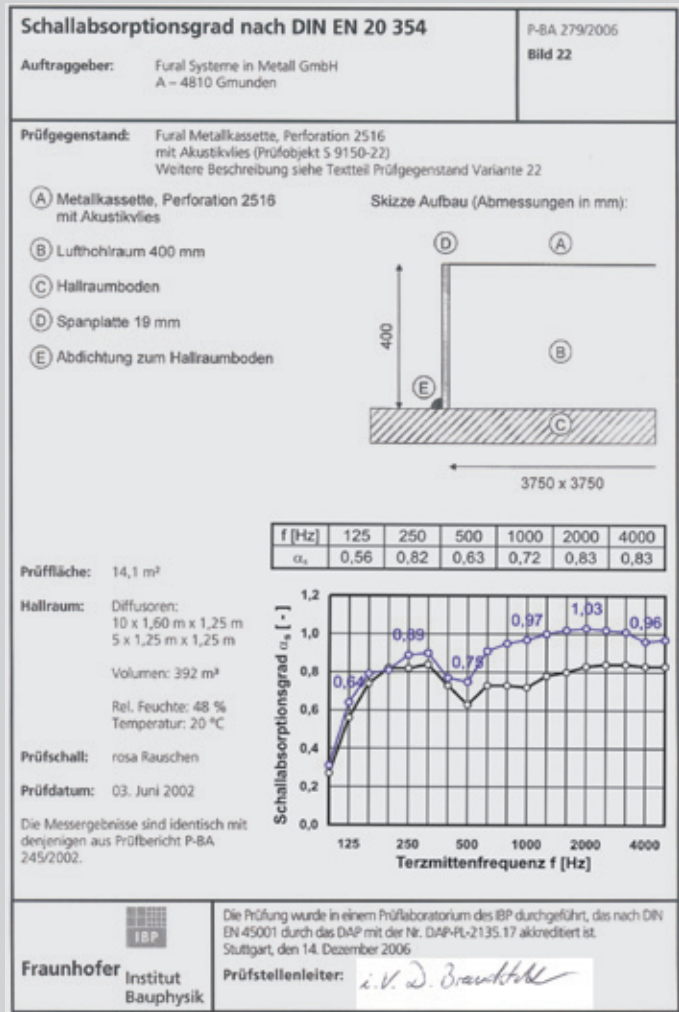 Schallabsorptionsgrad nach DIN EN 20 354
P-BA 279/2006
Bild 22
Auftraggeber: Fural Systeme in Metall GmbH
A – 4810 Gmunden
Prüfgegenstand: Fural Metallkassette, Perforation 2516
mit Akustikvlies (Prüfobjekt S 9150-22)
Weitere Beschreibung siehe Textteil Prüfgegenstand Variante 22
A Metallkassette, Perforation 2516
mit Akustikvlies
B Lufthohlraum 400 mm
C Hallraumboden
D Spanplatte 19 mm
E Abdichtung zum Hallraumboden
Skizze Aufbau (Abmessungen in mm):
D A
400
B
E
C
3750 x 3750
f [Hz] 125 250 500 1000 2000 4000
αs 0,56 0,82 0,63 0,72 0,83 0,83
Prüffläche: 14,1 m²
Hallraum: Diffusoren:
10 x 1,60 m x 1,25 m
5 x 1,25 m x 1,25 m
Volumen: 392 m³
Rel. Feuchte: 48 %
Temperatur: 20 °C
Prüfschall: rosa Rauschen
Prüfdatum: 03. Juni 2002
Die Messergebnisse sind identisch mit
denjenigen aus Prüfbericht P-BA
245/2002.
Schallabsorptionsgrad αs [ - ]
1,2
1,0
0,8
0,6
0,4
0,2
0,0
0,64 0,89 0,75 0,97 1,03 0,96
125 250 500 1000 2000 4000
Terzmittenfrequenz f [Hz]
IBP
Fraunhofer Institut
Bauphysik
Die Prüfung wurde in einem Prüflaboratorium des IBP durchgeführt, das nach DIN
EN 45001 durch das DAP mit der Nr. DAP-PL-2135.17 akkreditiert ist.
Stuttgart, den 14. Dezember 2006
Prüfstellenleiter: i.V. D.